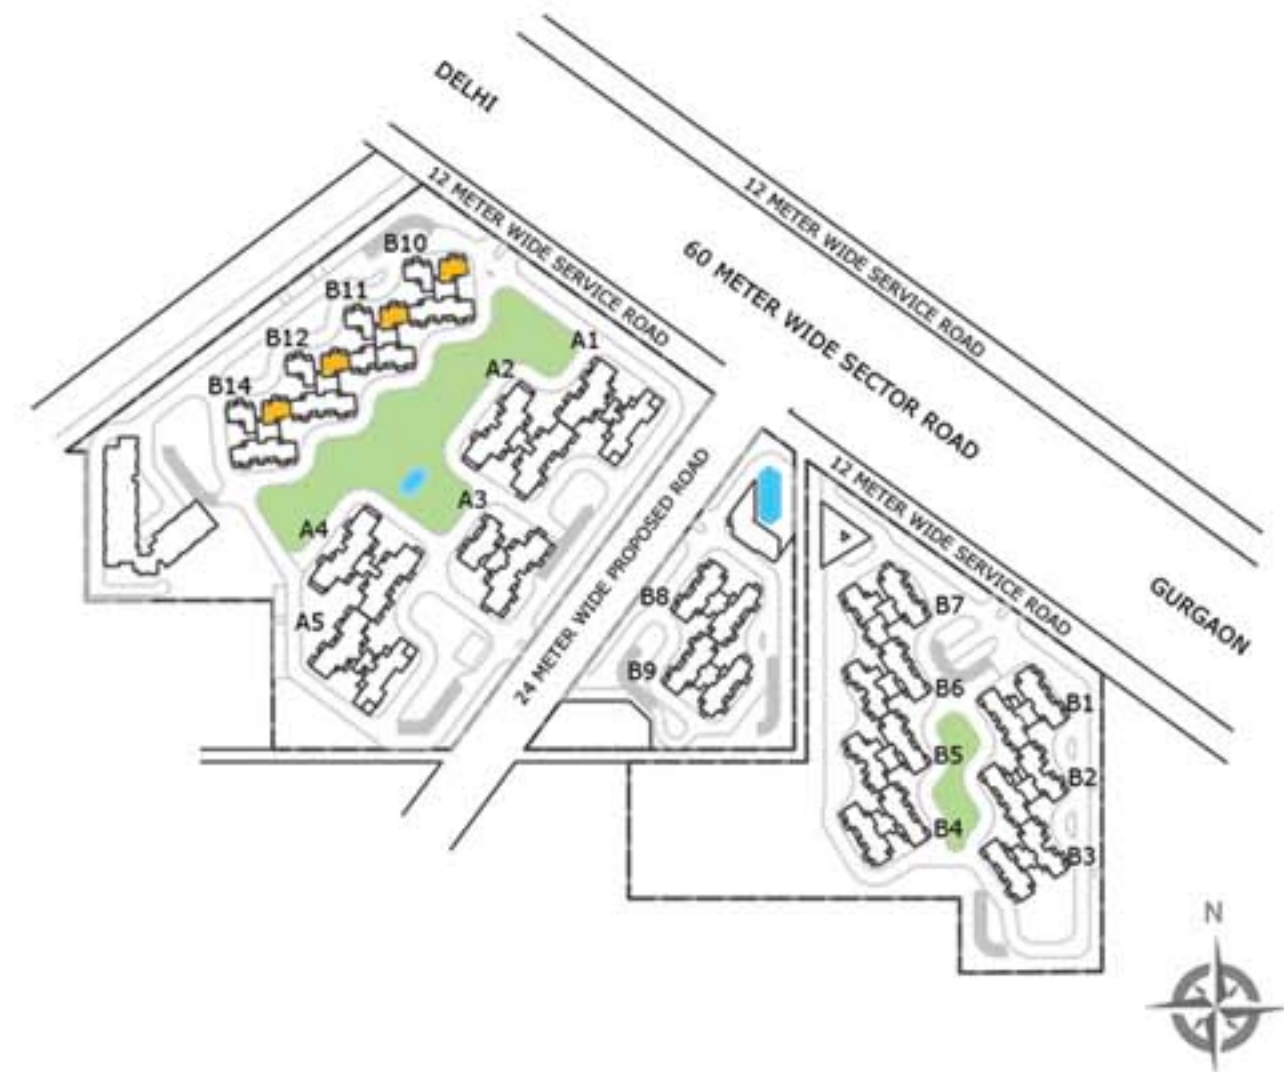 DELHI
12 METER WIDE SERVICE ROAD
12 METER WIDE SERVICE ROAD
60 METER WIDE SECTOR ROAD
B10
B11
B12
B14
A1
A2
A3
A4
A5
24 METER WIDE PROPOSED ROAD
12 METER WIDE SERVICE ROAD
GURGAON
B8
B9
B7
B6
B5
B4
B1
B2
B3
N